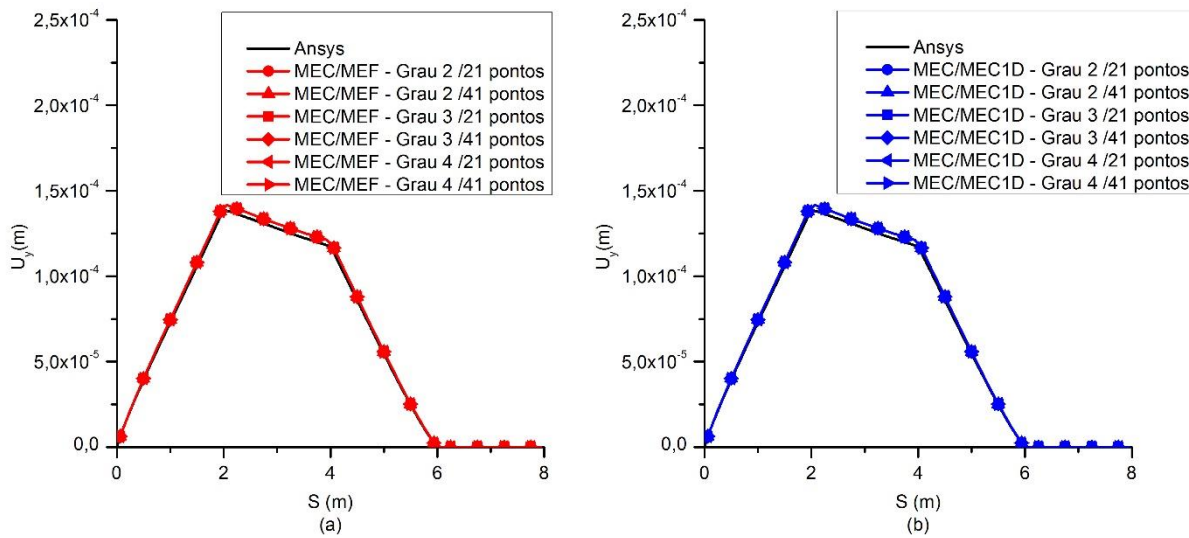 2,5x10-4
2,0x10-4
1,5x10-4
1,0x10-4
5,0x10-5
0,0
Uy(m)
Ansys
MEC/MEF - Grau 2 /21 pontos
MEC/MEF - Grau 2 /41 pontos
MEC/MEF - Grau 3 /21 pontos
MEC/MEF - Grau 3 /41 pontos
MEC/MEF - Grau 4 /21 pontos
MEC/MEF - Grau 4 /41 pontos
0 2 4 6 8
S (m)
(a)
2,5x10-4
2,0x10-4
1,5x10-4
1,0x10-4
5,0x10-5
0,0
Uy(m)
Ansys
MEC/MEC1D - Grau 2 /21 pontos
MEC/MEC1D - Grau 2 /41 pontos
MEC/MEC1D - Grau 3 /21 pontos
MEC/MEC1D - Grau 3 /41 pontos
MEC/MEC1D - Grau 4 /21 pontos
MEC/MEC1D - Grau 4 /41 pontos
0 2 4 6 8
S (m)
(b)